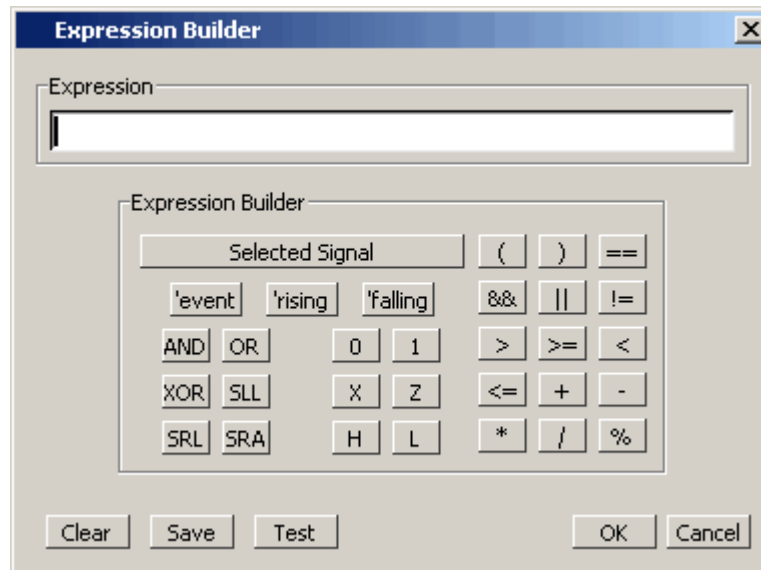 Expression Builder
Expression
Expression Builder
Selected Signal ( ) ==
'event 'rising 'falling && || !=
AND OR 0 1 > >= <
XOR SLL X Z <= + -
SRL SRA H L * / %
Clear Save Test OK Cancel